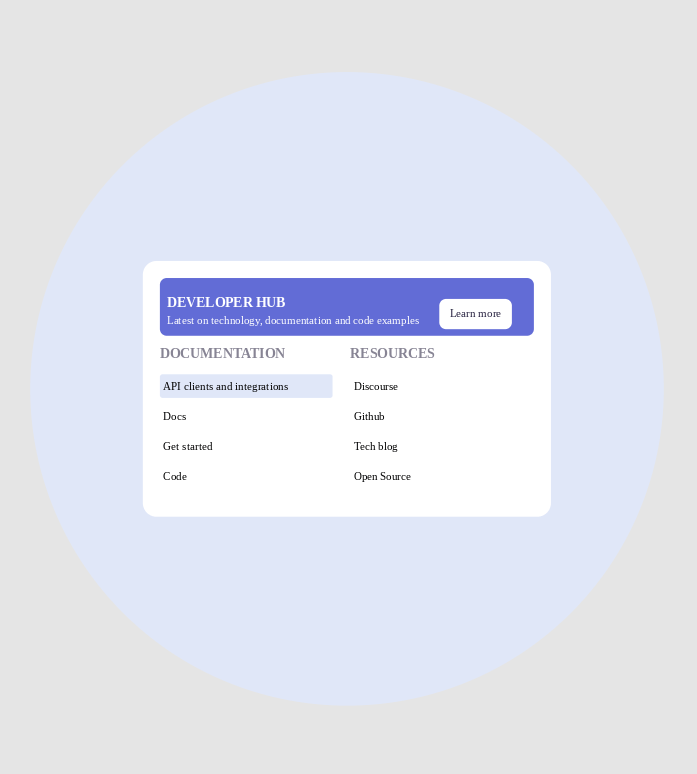 DEVELOPER HUB
Latest on technology, documentation and code examples
Learn more
DOCUMENTATION
API clients and integrations
Docs
Get started
Code
RESOURCES
Discourse
Github
Tech blog
Open Source